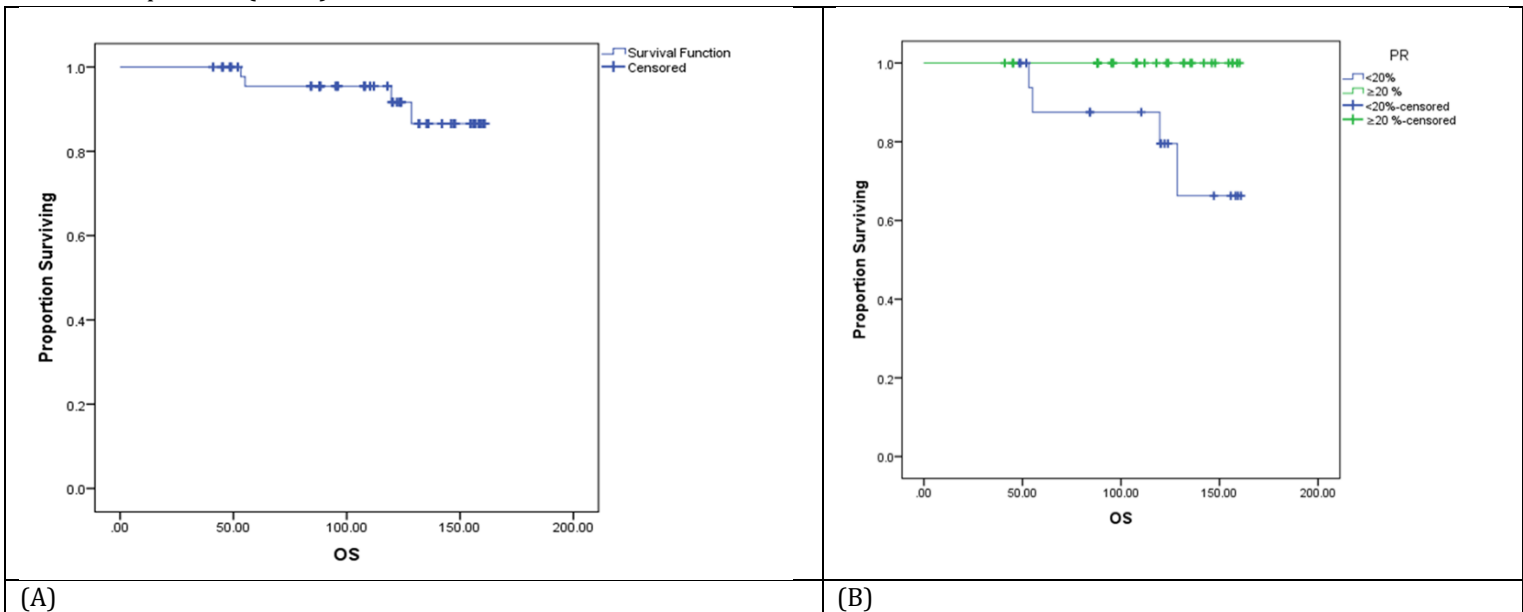 Survival Function
Censored
1.0
0.8
0.6
0.4
0.2
0.0
Proportion Surviving
.00 50.00 100.00 150.00 200.00
OS
(A)
PR
<20%
≥20 %
<20%-censored
≥20 %-censored
1.0
0.8
0.6
0.4
0.2
0.0
Proportion Surviving
.00 50.00 100.00 150.00 200.00
OS
(B)